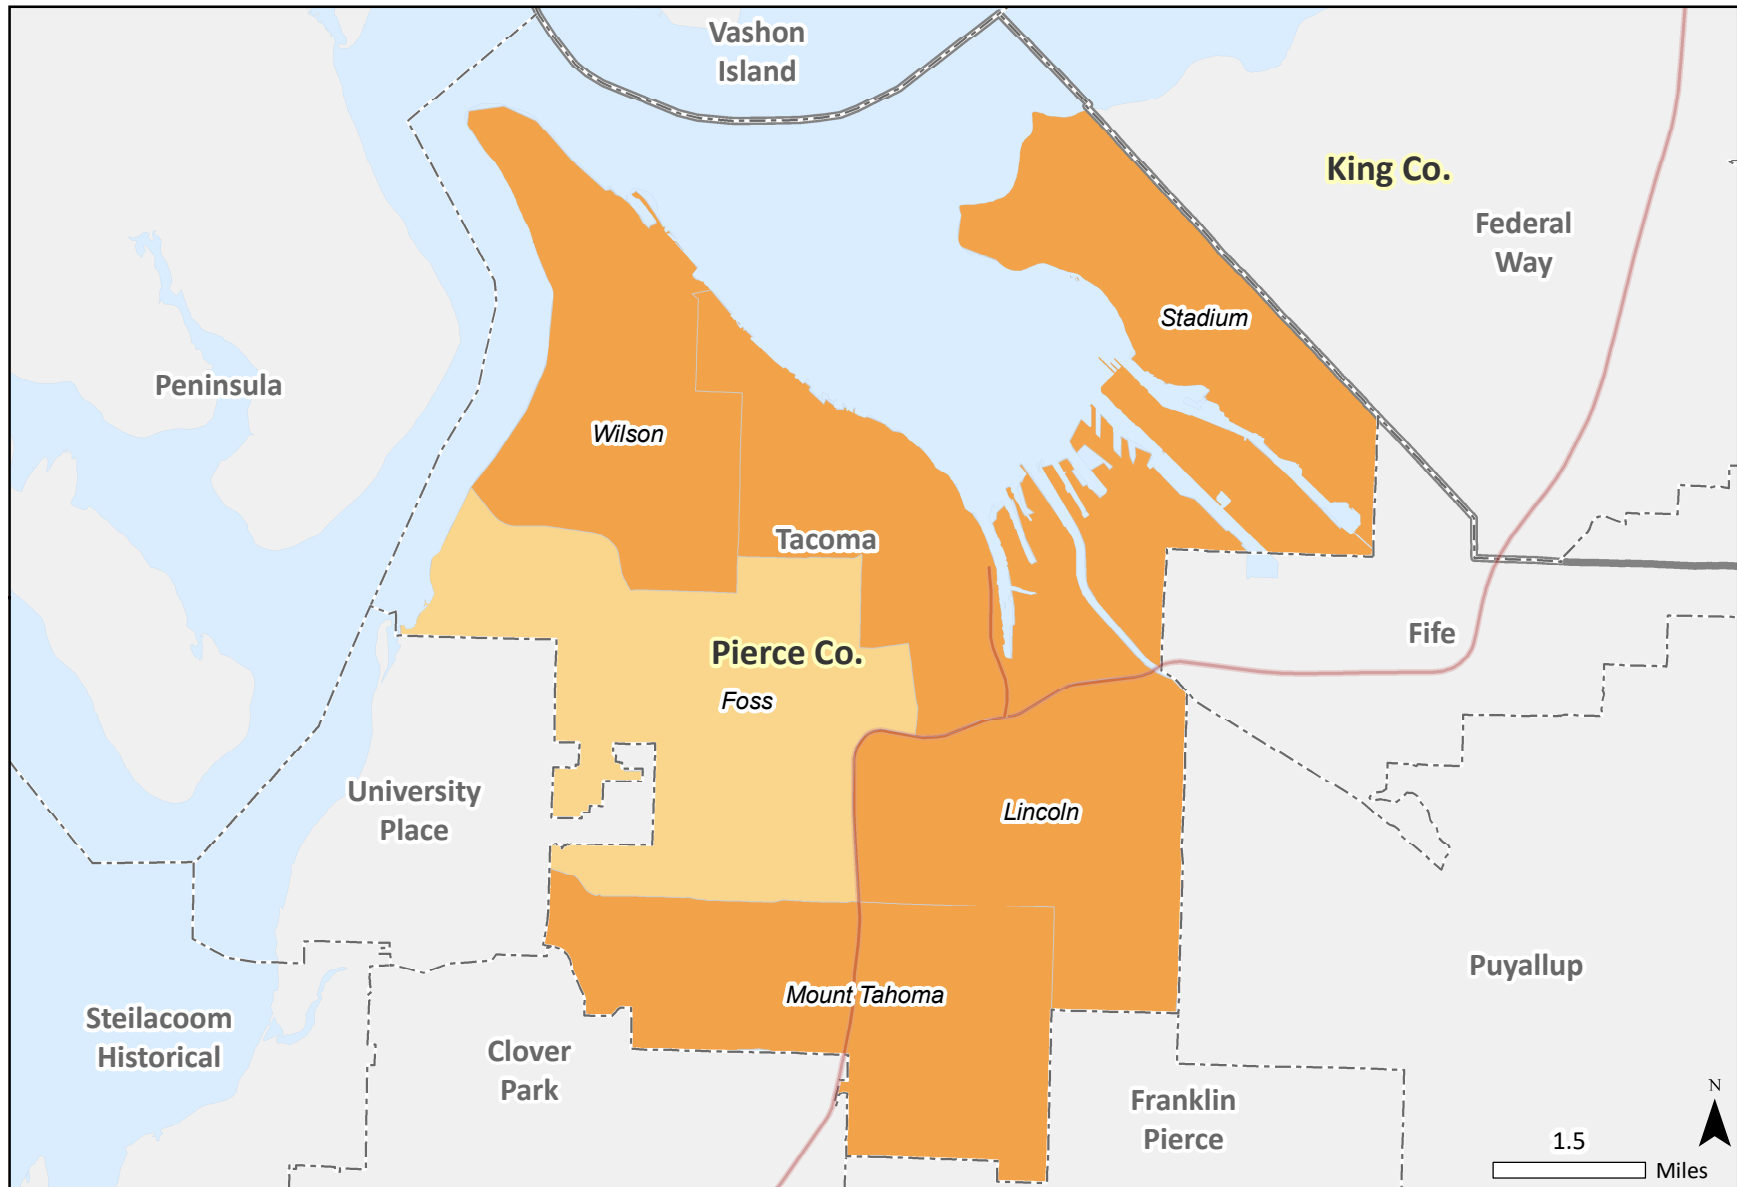 Vashon
Island
King Co.
Federal
Way
Stadium
Peninsula
Wilson
Tacoma
Fife
Pierce Co.
Foss
University
Place
Lincoln
Puyallup
Mount Tahoma
Steilacoom
Historical
Clover
Park
Franklin
Pierce
N
1.5
Miles